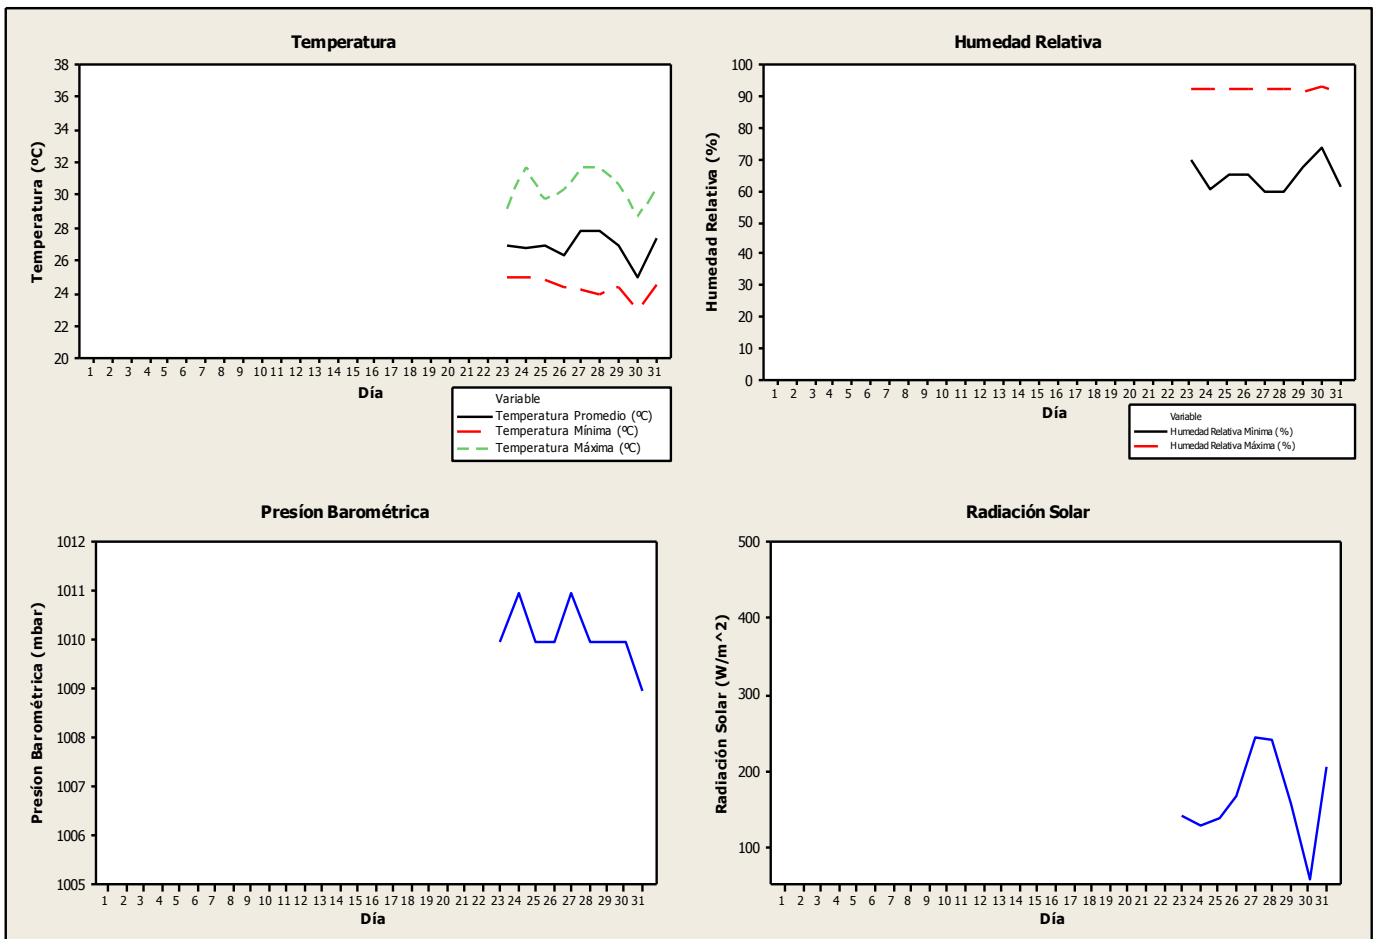 Temperatura
38
36
34
32
30
28
26
24
22
20
Temperatura (ºC)
1 2 3 4 5 6 7 8 9 10 11 12 13 14 15 16 17 18 19 20 21 22 23 24 25 26 27 28 29 30 31
Día
Variable
Temperatura Promedio (ºC)
Temperatura Mínima (ºC)
Temperatura Máxima (ºC)
Humedad Relativa
100
90
80
70
60
50
40
30
20
10
0
Humedad Relativa (%)
1 2 3 4 5 6 7 8 9 10 11 12 13 14 15 16 17 18 19 20 21 22 23 24 25 26 27 28 29 30 31
Día
Variable
Humedad Relativa Mínima (%)
Humedad Relativa Máxima (%)
Presíon Barométrica
1012
1011
1010
1009
1008
1007
1006
1005
Presíon Barométrica (mbar)
1 2 3 4 5 6 7 8 9 10 11 12 13 14 15 16 17 18 19 20 21 22 23 24 25 26 27 28 29 30 31
Día
Radiación Solar
500
400
300
200
100
Radiación Solar (W/m^2)
1 2 3 4 5 6 7 8 9 10 11 12 13 14 15 16 17 18 19 20 21 22 23 24 25 26 27 28 29 30 31
Día